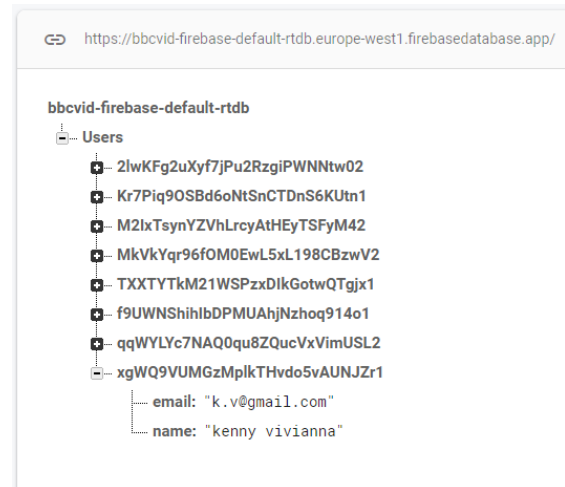 https://bbcvid-firebase-default-rtdb.europe-west1.firebasedatabase.app/
bbcvid-firebase-default-rtdb
Users
2lwKFg2uXyf7jPu2RzgiPWNNtw02
Kr7Piq9OSBd6oNtSnCTDnS6KUtn1
M2IxTsynYZVhLrcyAtHEyTSFyM42
MkVkYqr96fOM0EwL5xL198CBzwV2
TXXTYTkM21WSPzxDlkGotwQTgjx1
f9UWNShihlbDPMUAhjNzhoq914o1
qqWYLYc7NAQ0qu8ZQucVxVimUSL2
xgWQ9VUMGzMplkTHvdo5vAUNJZr1
email: "k.v@gmail.com"
name: "kenny vivianna"